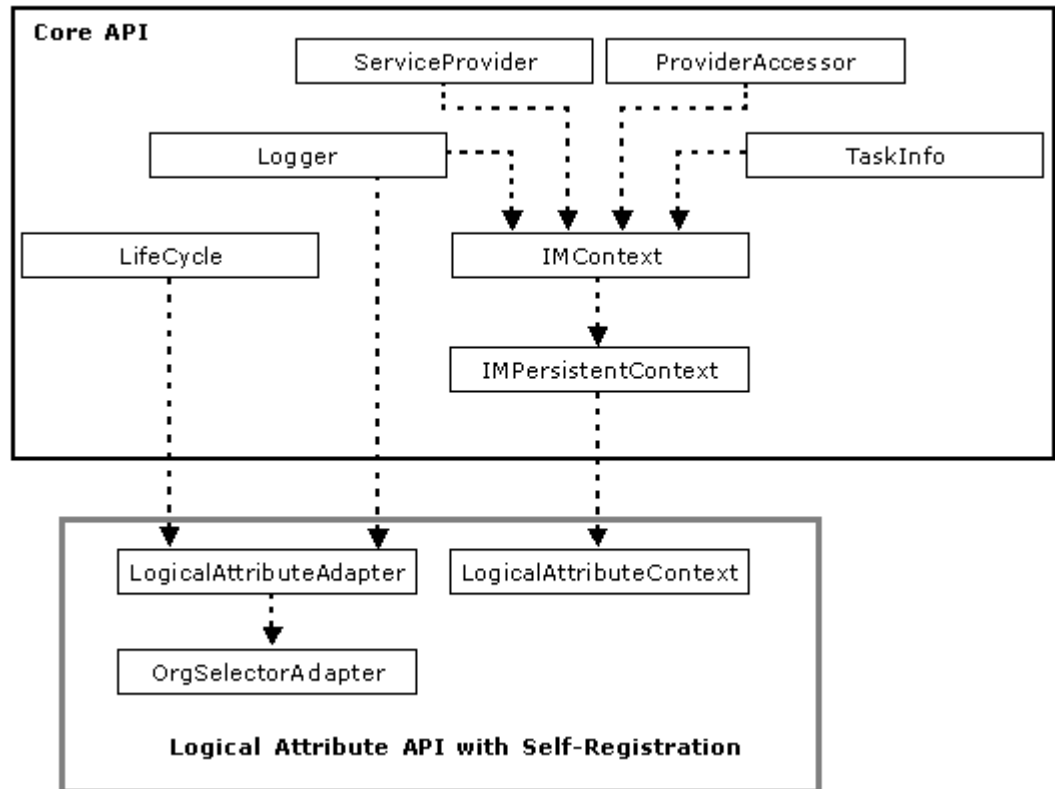 Core API
ServiceProvider
ProviderAccessor
Logger
TaskInfo
LifeCycle
IMContext
IMPersistentContext
LogicalAttributeAdapter
LogicalAttributeContext
OrgSelectorAdapter
Logical Attribute API with Self-Registration